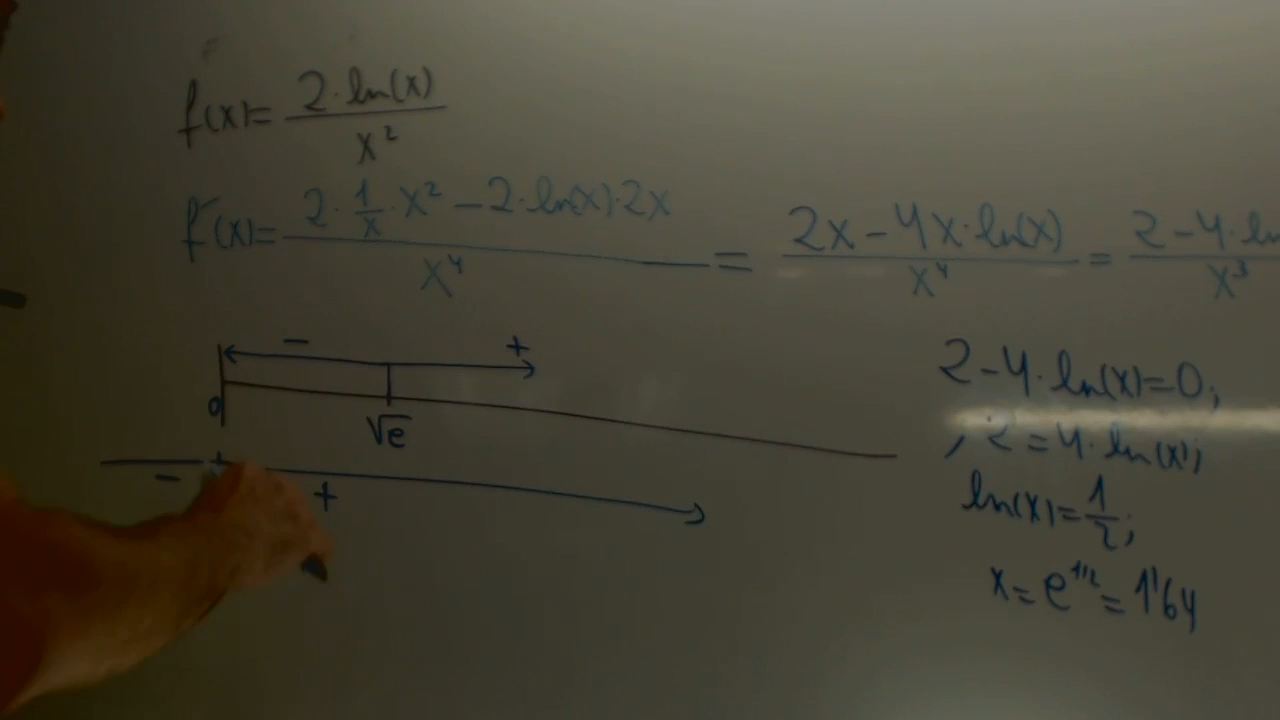 f(x)= 2·ln(x) / x²
f'(x)= 2·1/x·x² - 2·ln(x)·2x / x⁴ = 2x-4x·ln(x) / x⁴ = 2-4·ln / x³
- +
0 √e
- +
2-4·ln(x)=0;
, 2=4·ln(x);
ln(x)=1/2;
x=e^1/2=1'64